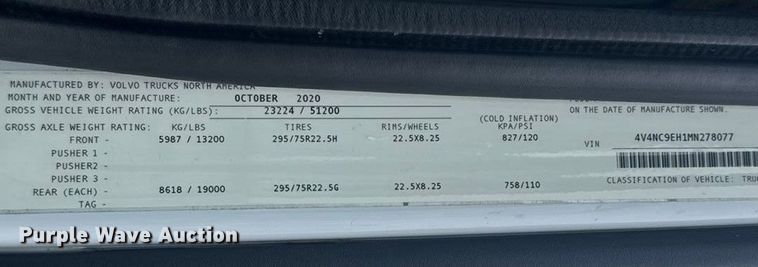 MANUFACTURED BY: VOLVO TRUCKS NORTH AMERICA
MONTH AND YEAR OF MANUFACTURE: OCTOBER 2020
GROSS VEHICLE WEIGHT RATING (KG/LBS): 23224 / 51200
ON THE DATE OF MANUFACTURE SHOWN.
GROSS AXLE WEIGHT RATING: KG/LBS TIRES RIMS/WHEELS (COLD INFLATION) KPA/PSI
FRONT - 5987 / 13200 295/75R22.5H 22.5X8.25 827/120
VIN 4V4NC9EH1MN278077
PUSHER 1 -
PUSHER2 -
PUSHER 3 -
CLASSIFICATION OF VEHICLE:
REAR (EACH) - 8618 / 19000 295/75R22.5G 22.5X8.25 758/110
TAG -
Purple Wave Auction